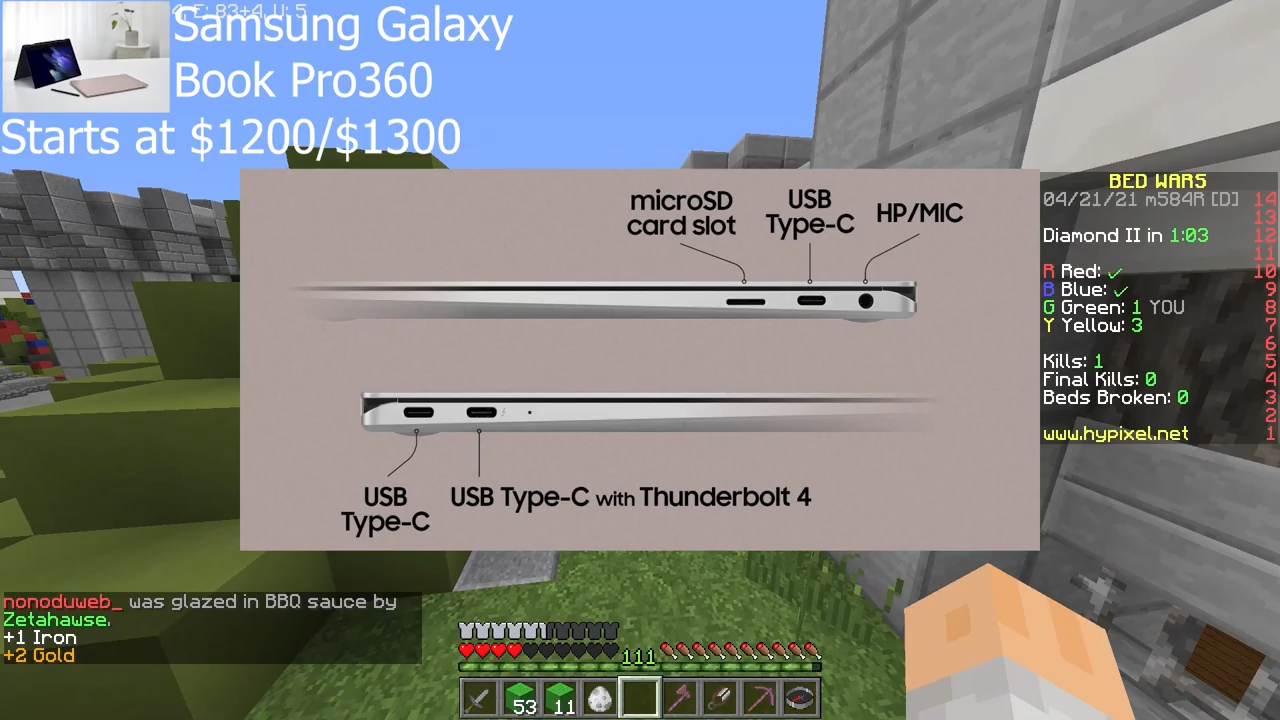 4, E: 83+4, U: 5
Samsung Galaxy
Book Pro360
Starts at $1200/$1300
microSD
card slot
USB
Type-C
HP/MIC
USB
Type-C
USB Type-C with Thunderbolt 4
BED WARS
04/21/21 m584R [D] 14
13
Diamond II in 1:03 12
11
R Red: ✓ 10
B Blue: ✓ 9
G Green: 1 YOU 8
Y Yellow: 3 7
6
Kills: 1 5
Final Kills: 0 4
Beds Broken: 0 3
2
www.hypixel.net 1
nonoduweb_ was glazed in BBQ sauce by
Zetahawse.
+1 Iron
+2 Gold
111
53
11